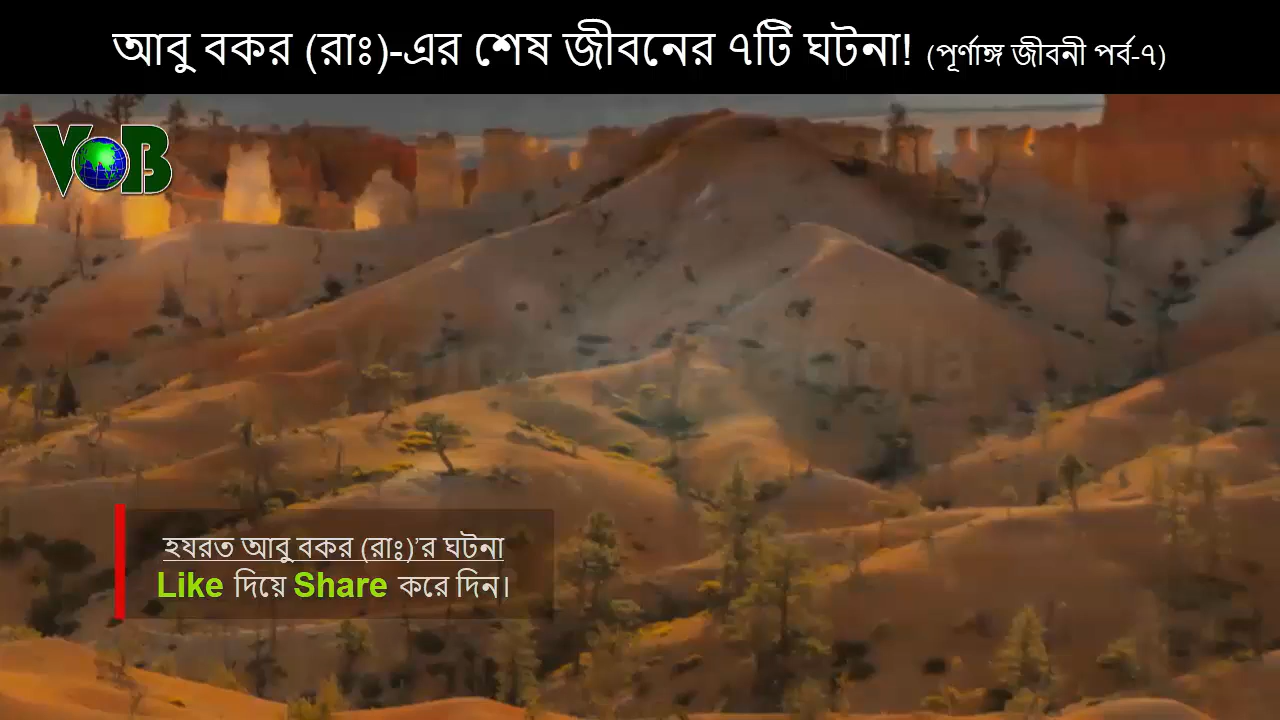 আবু বকর (রাঃ)-এর শেষ জীবনের ৭টি ঘটনা! (পূর্ণাঙ্গ জীবনী পর্ব-৭)
VOB
হযরত আবু বকর (রাঃ)'র ঘটনা
Like দিয়ে Share করে দিন।